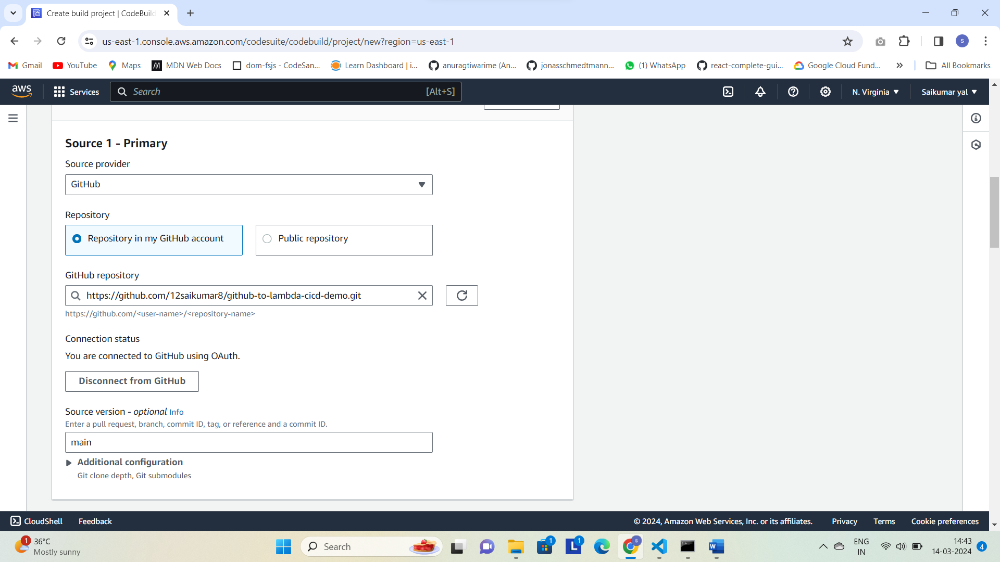 Create build project | CodeBuild
us-east-1.console.aws.amazon.com/codesuite/codebuild/project/new?region=us-east-1
S
Gmail
YouTube
Maps
MDN Web Docs
dom-fsjs - CodeSan...
Learn Dashboard | i...
anuragtiwarime (An...
jonasschmedtmann...
(1) WhatsApp
react-complete-gui...
Google Cloud Fund...
All Bookmarks
aws
Services
Search
[Alt+S]
N. Virginia
Saikumar yal
Source 1 - Primary
Source provider
GitHub
Repository
Repository in my GitHub account
Public repository
GitHub repository
https://github.com/12saikumar8/github-to-lambda-cicd-demo.git
https://github.com/<user-name>/<repository-name>
Connection status
You are connected to GitHub using OAuth.
Disconnect from GitHub
Source version - optional Info
Enter a pull request, branch, commit ID, tag, or reference and a commit ID.
main
Additional configuration
Git clone depth, Git submodules
CloudShell
Feedback
© 2024, Amazon Web Services, Inc. or its affiliates.
Privacy
Terms
Cookie preferences
1
36°C
Mostly sunny
Search
1
L
1
S
W
ENG
IN
14:43
14-03-2024
4